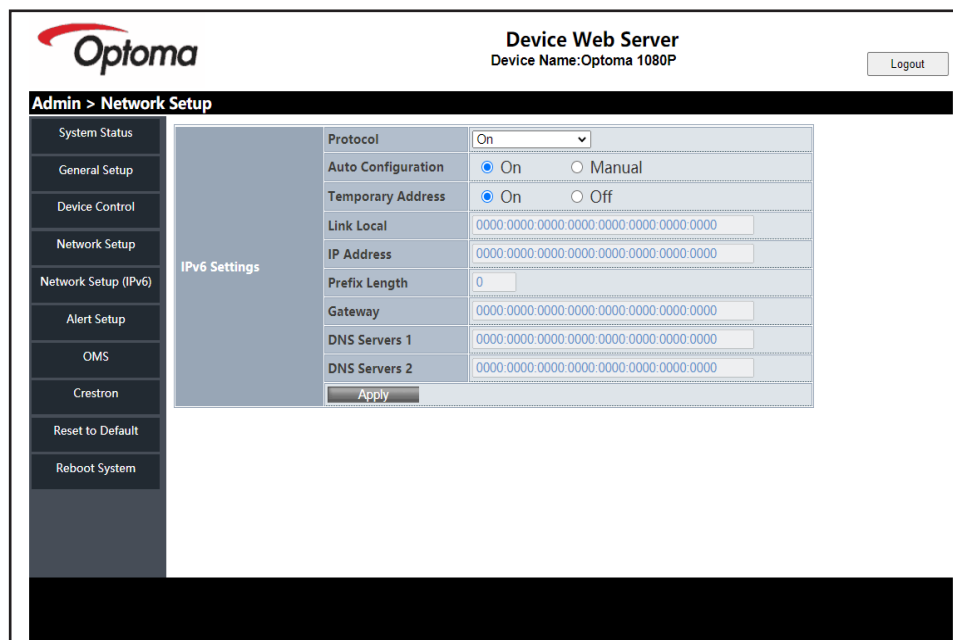 Optoma
Device Web Server
Device Name:Optoma 1080P
Logout
Admin > Network Setup
System Status
General Setup
Device Control
Network Setup
Network Setup (IPv6)
Alert Setup
OMS
Crestron
Reset to Default
Reboot System
IPv6 Settings
Protocol On
Auto Configuration On Manual
Temporary Address On Off
Link Local 0000:0000:0000:0000:0000:0000:0000:0000
IP Address 0000:0000:0000:0000:0000:0000:0000:0000
Prefix Length 0
Gateway 0000:0000:0000:0000:0000:0000:0000:0000
DNS Servers 1 0000:0000:0000:0000:0000:0000:0000:0000
DNS Servers 2 0000:0000:0000:0000:0000:0000:0000:0000
Apply